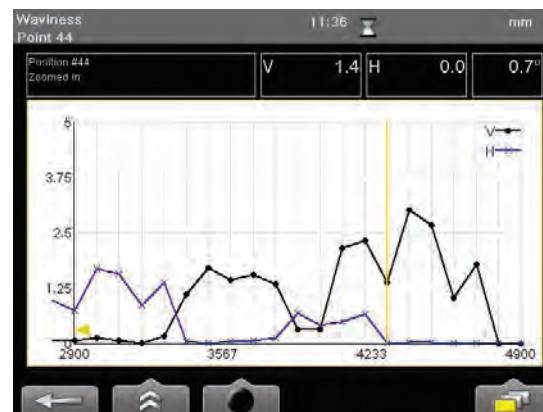 Waviness 11:36 mm
Point 44
Position #44 V 1.4 H 0.0 0.7°
Zoomed in
5
V
H
3.75
2.5
1.25
2900 3567 4233 4900